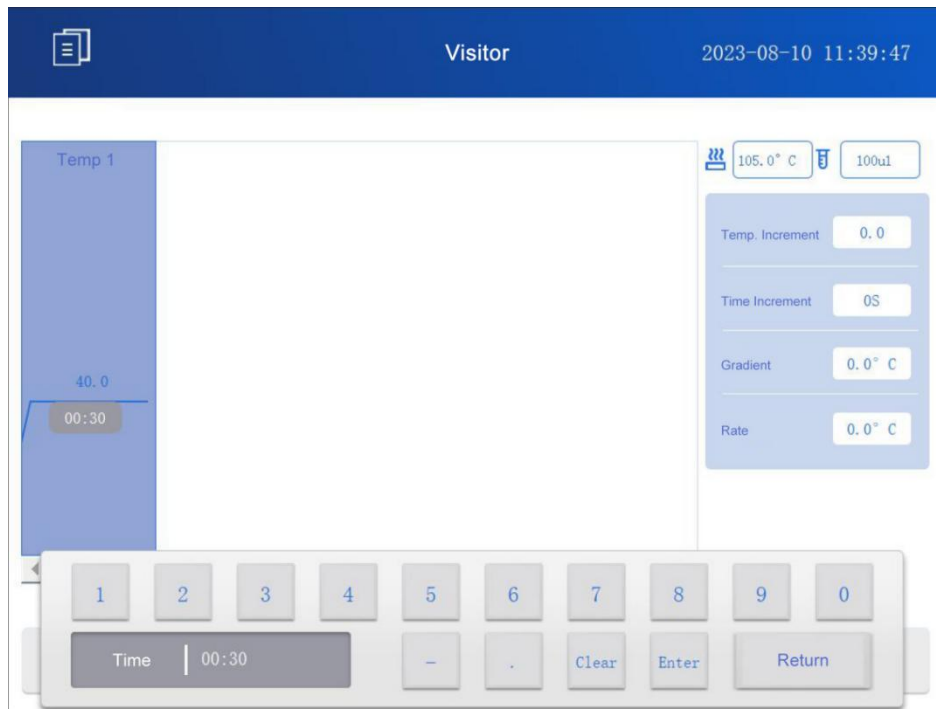 Visitor
2023-08-10 11:39:47
Temp 1
105.0° C
100ul
Temp. Increment
0.0
Time Increment
0S
Gradient
0.0° C
Rate
0.0° C
40.0
00:30
1 2 3 4 5 6 7 8 9 0
Time 00:30 - . Clear Enter Return